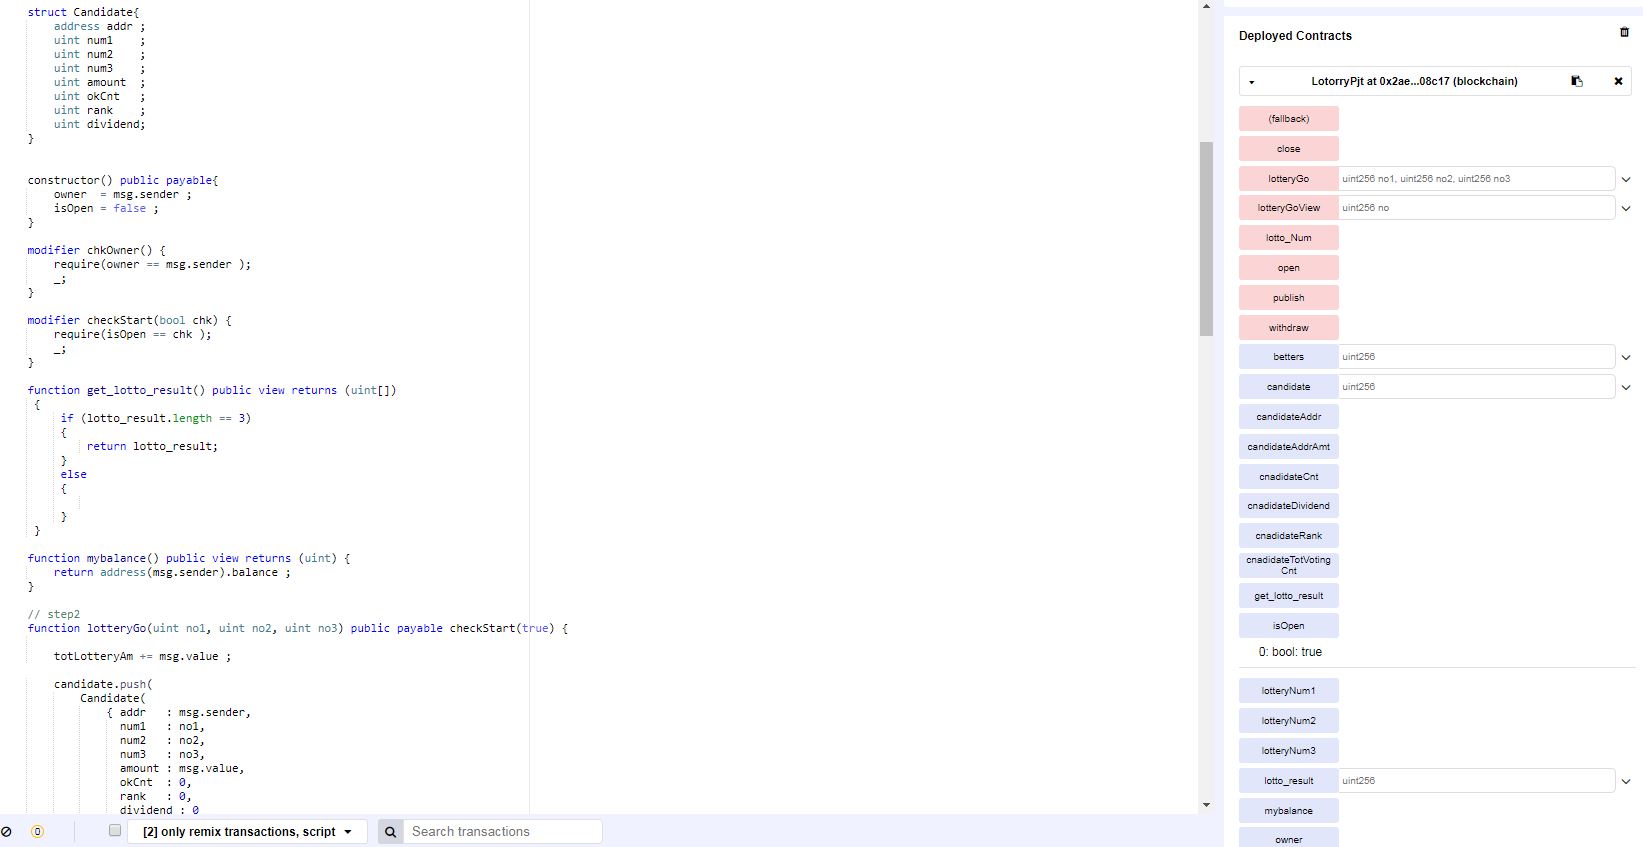 struct Candidate{
address addr ;
uint num1 ;
uint num2 ;
uint num3 ;
uint amount ;
uint okCnt ;
uint rank ;
uint dividend;
}
constructor() public payable{
owner = msg.sender ;
isOpen = false ;
}
modifier chkOwner() {
require(owner == msg.sender );
_;
}
modifier checkStart(bool chk) {
require(isOpen == chk );
_;
}
function get_lotto_result() public view returns (uint[])
{
if (lotto_result.length == 3)
{
return lotto_result;
}
else
{
}
}
function mybalance() public view returns (uint) {
return address(msg.sender).balance ;
}
// step2
function lotteryGo(uint no1, uint no2, uint no3) public payable checkStart(true) {
totLotteryAm += msg.value ;
candidate.push(
Candidate(
{ addr : msg.sender,
num1 : no1,
num2 : no2,
num3 : no3,
amount : msg.value,
okCnt : 0,
rank : 0,
dividend : 0
0
[2] only remix transactions, script
Search transactions
Deployed Contracts
LotorryPjt at 0x2ae...08c17 (blockchain)
(fallback)
close
lotteryGo uint256 no1, uint256 no2, uint256 no3
lotteryGoView uint256 no
lotto_Num
open
publish
withdraw
betters uint256
candidate uint256
candidateAddr
candidateAddrAmt
cnadidateCnt
cnadidateDividend
cnadidateRank
cnadidateTotVoting
Cnt
get_lotto_result
isOpen
0: bool: true
lotteryNum1
lotteryNum2
lotteryNum3
lotto_result uint256
mybalance
owner